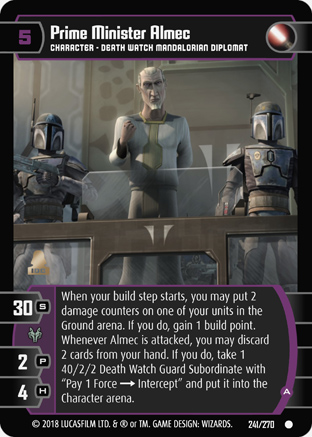 5
Prime Minister Almec
CHARACTER - DEATH WATCH MANDALORIAN DIPLOMAT
30 S
2 P
4 H
When your build step starts, you may put 2
damage counters on one of your units in the
Ground arena. If you do, gain 1 build point.
Whenever Almec is attacked, you may discard
2 cards from your hand. If you do, take 1
40/2/2 Death Watch Guard Subordinate with
“Pay 1 Force → Intercept” and put it into the
Character arena.
A
© 2018 LUCASFILM LTD. & ® or TM. GAME DESIGN: WIZARDS.
241/270